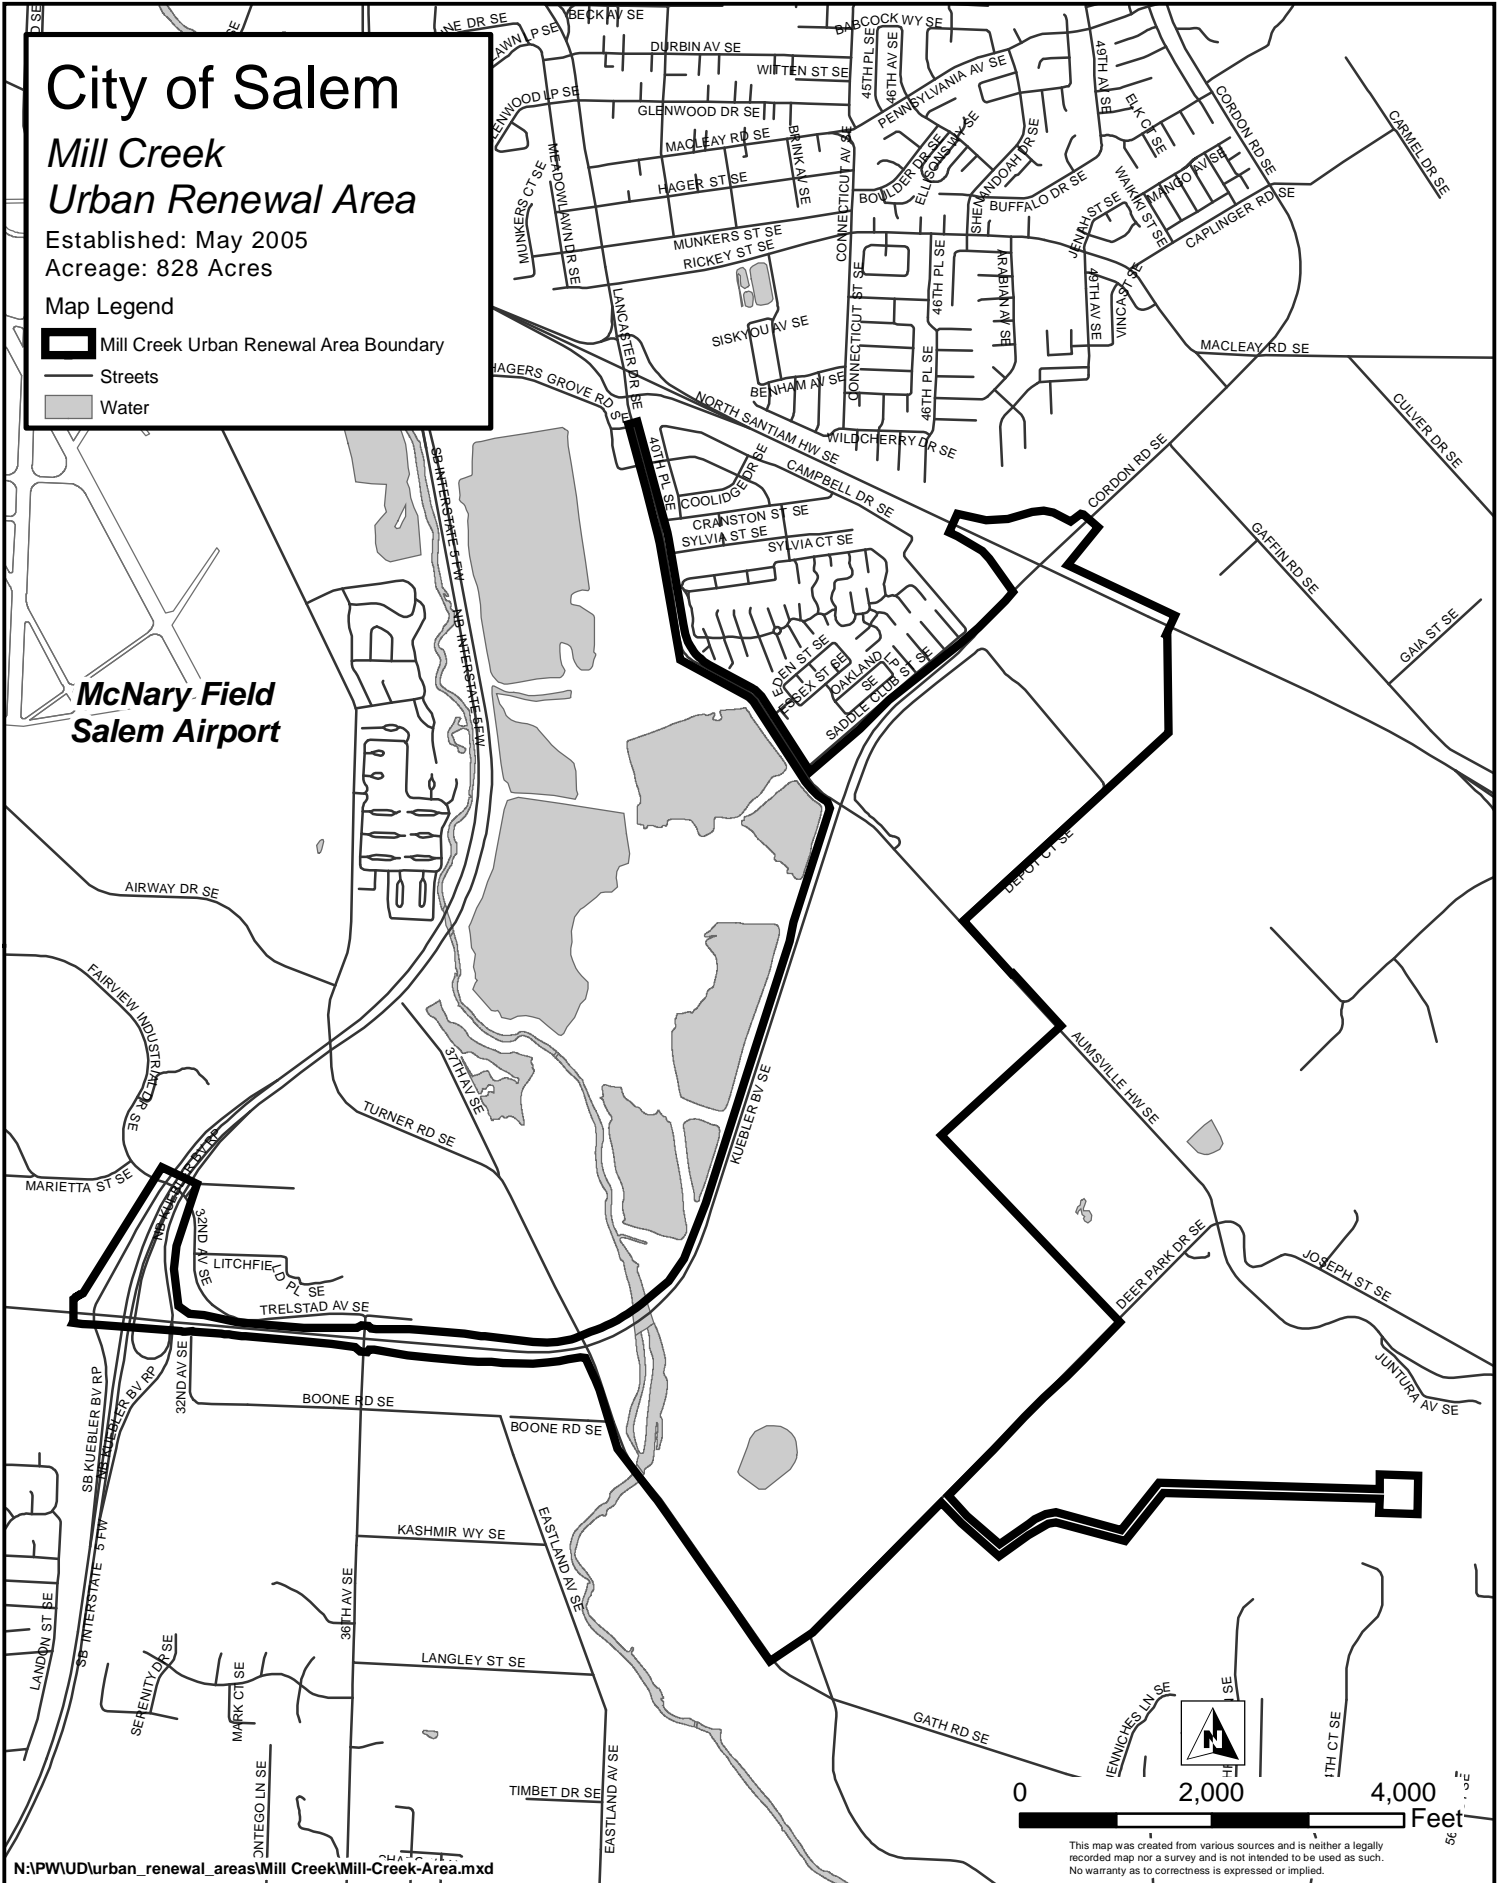 City of Salem
Mill Creek
Urban Renewal Area
Established: May 2005
Acreage: 828 Acres
Map Legend
Mill Creek Urban Renewal Area Boundary
Streets
Water
BECK AV SE
BABCOCK WY SE
DURBIN AV SE
WITTEN ST SE
45TH PL SE
46TH AV SE
PENNSYLVANIA AV SE
49TH AV SE
CORDON RD SE
CARMEL DR SE
GLENWOOD DR SE
MACLEAY RD SE
BRINK AV SE
HAGER ST SE
MUNKERS CT SE
MEADOWLAWN DR SE
CONNECTICUT AV SE
BOULDER DR SE
ELLISONS WY SE
SHENANDOAH DR SE
BUFFALO DR SE
ELK CT SE
WAIKIKI ST SE
MANGO AV SE
CAPLINGER RD SE
JENAH ST SE
MUNKERS ST SE
RICKEY ST SE
46TH PL SE
ARABIAN AV SE
49TH AV SE
VINCA ST SE
LANCASTER DR SE
SISKYOU AV SE
CONNECTICUT ST SE
MACLEAY RD SE
HAGERS GROVE RD SE
BENHAM AV SE
46TH PL SE
NORTH SANTIAM HW SE
WILDCHERRY DR SE
CULVER DR SE
SB INTERSTATE 5 FW
40TH PL SE
COOLIDGE DR SE
CAMPBELL DR SE
CORDON RD SE
CRANSTON ST SE
SYLVIA ST SE
SYLVIA CT SE
GAFFIN RD SE
NB INTERSTATE 5 FW
GAIA ST SE
EDEN ST SE
ESSEX ST SE
OAKLAND LP SE
SADDLE CLUB ST SE
McNary Field
Salem Airport
DEPOT CT SE
AIRWAY DR SE
FAIRVIEW INDUSTRIAL DR SE
37TH AV SE
TURNER RD SE
KUEBLER BV SE
AUMSVILLE HW SE
MARIETTA ST SE
NB KUEBLER BV RP
32ND AV SE
LITCHFIELD PL SE
TRELSTAD AV SE
DEER PARK DR SE
JOSEPH ST SE
JUNTURA AV SE
SB KUEBLER BV RP
NB KUEBLER BV RP
32ND AV SE
BOONE RD SE
BOONE RD SE
SB INTERSTATE 5 FW
KASHMIR WY SE
EASTLAND AV SE
36TH AV SE
LANDON ST SE
SERENITY DR SE
MARK CT SE
LANGLEY ST SE
GATH RD SE
TIMBET DR SE
EASTLAND AV SE
N
0 2,000 4,000
Feet
This map was created from various sources and is neither a legally
recorded map nor a survey and is not intended to be used as such.
No warranty as to correctness is expressed or implied.
N:\PW\UD\urban_renewal_areas\Mill Creek\Mill-Creek-Area.mxd